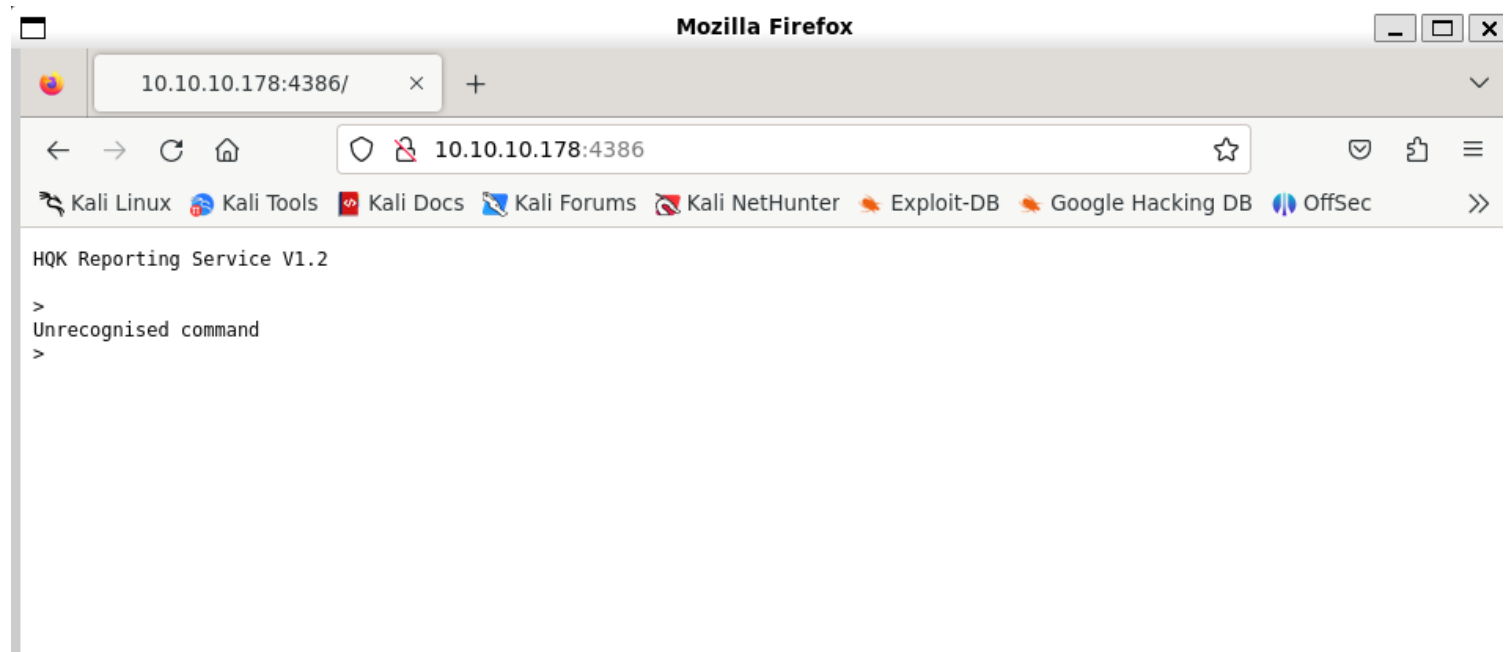 Mozilla Firefox
10.10.10.178:4386/
10.10.10.178:4386
Kali Linux Kali Tools Kali Docs Kali Forums Kali NetHunter Exploit-DB Google Hacking DB OffSec
HQK Reporting Service V1.2
>
Unrecognised command
>